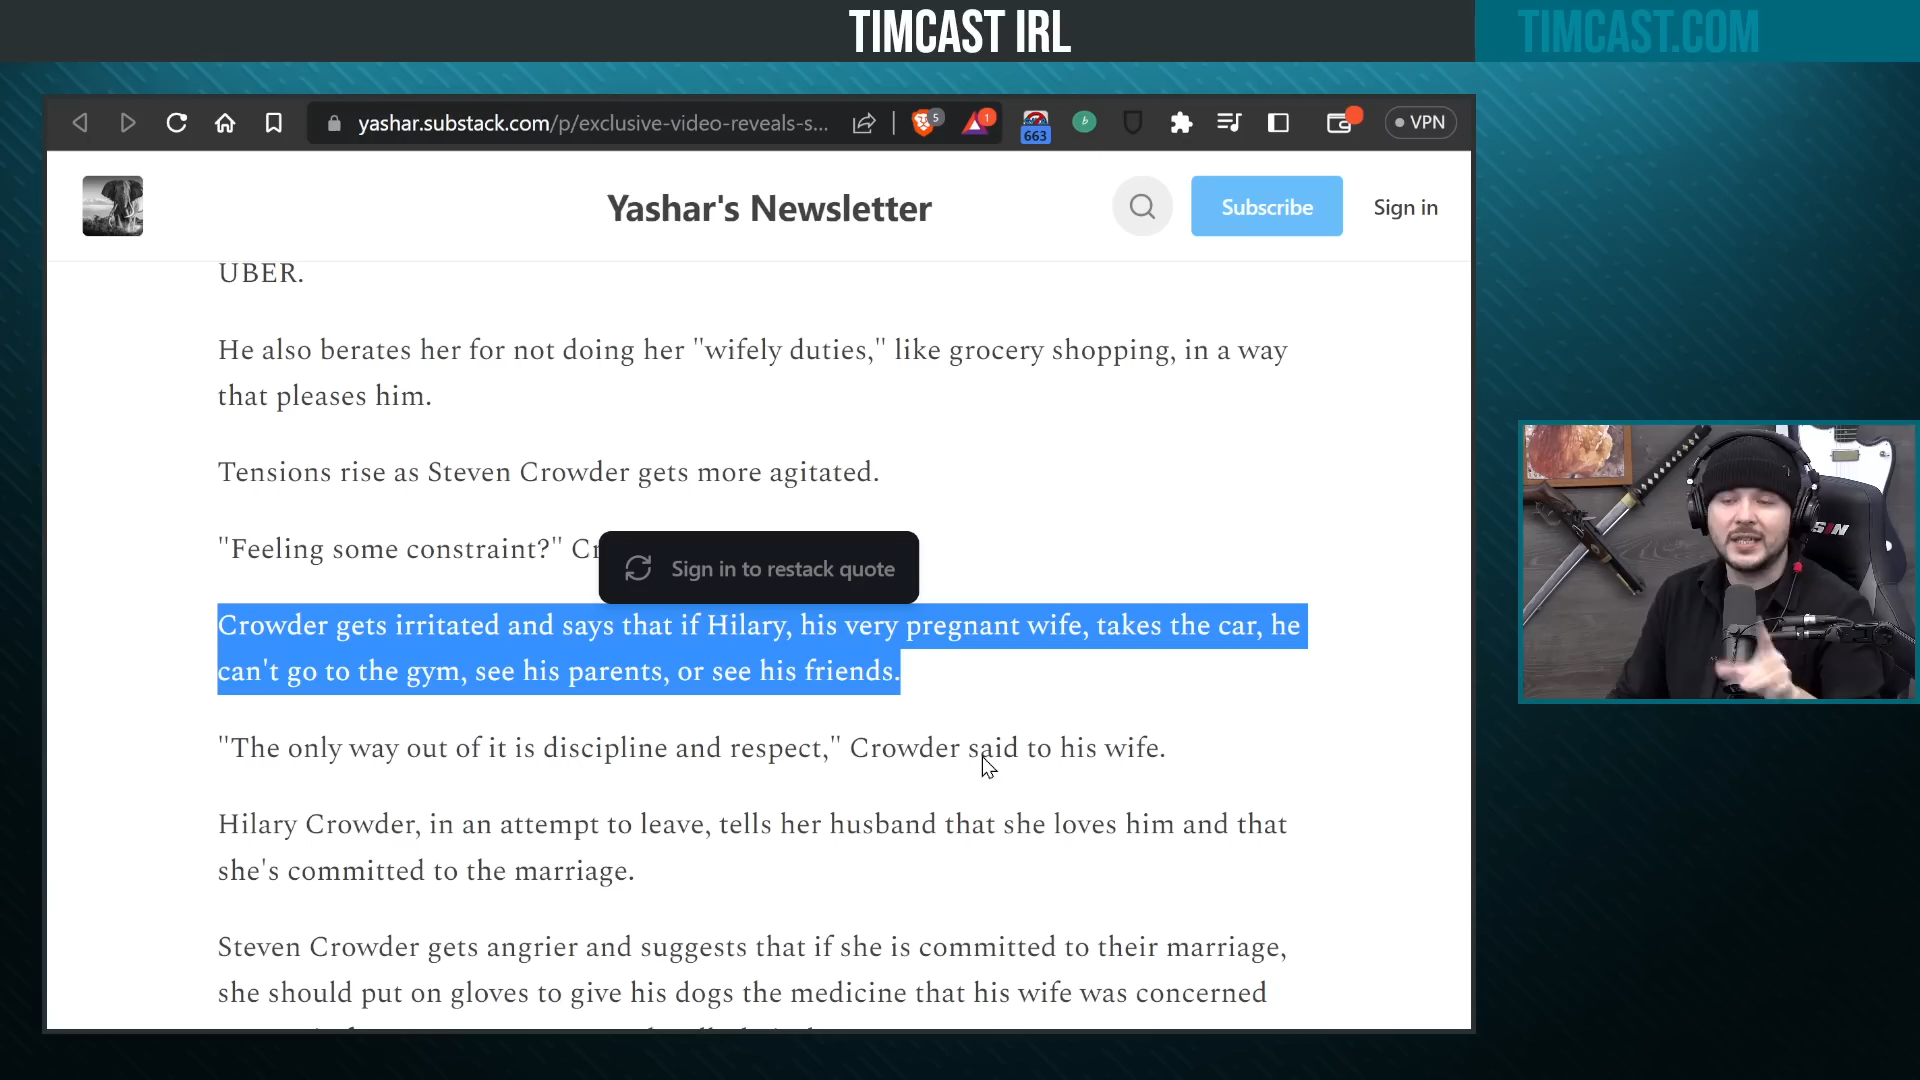 TIMCAST IRL
TIMCAST.COM
yashar.substack.com/p/exclusive-video-reveals-s...
5
1
663
b
VPN
Yashar's Newsletter
Subscribe
Sign in
UBER.
He also berates her for not doing her "wifely duties," like grocery shopping, in a way
that pleases him.
Tensions rise as Steven Crowder gets more agitated.
"Feeling some constraint?"
Sign in to restack quote
Crowder gets irritated and says that if Hilary, his very pregnant wife, takes the car, he
can't go to the gym, see his parents, or see his friends.
"The only way out of it is discipline and respect," Crowder said to his wife.
Hilary Crowder, in an attempt to leave, tells her husband that she loves him and that
she's committed to the marriage.
Steven Crowder gets angrier and suggests that if she is committed to their marriage,
she should put on gloves to give his dogs the medicine that his wife was concerned